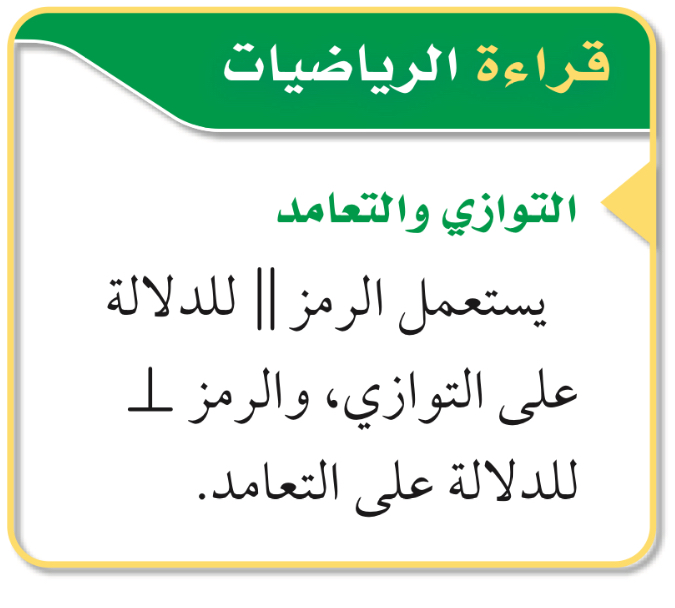 قراءة الرياضيات
التوازي والتعامد
يستعمل الرمز || للدلالة
على التوازي، والرمز ⊥
للدلالة على التعامد.